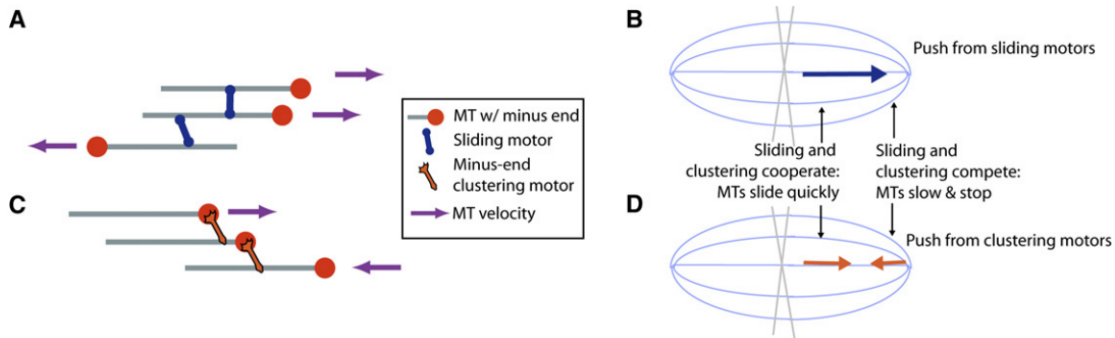 A
B
Push from sliding motors
MT w/ minus end
Sliding motor
Minus-end
clustering motor
MT velocity
Sliding and
clustering cooperate:
MTs slide quickly
Sliding and
clustering compete:
MTs slow & stop
C
D
Push from clustering motors